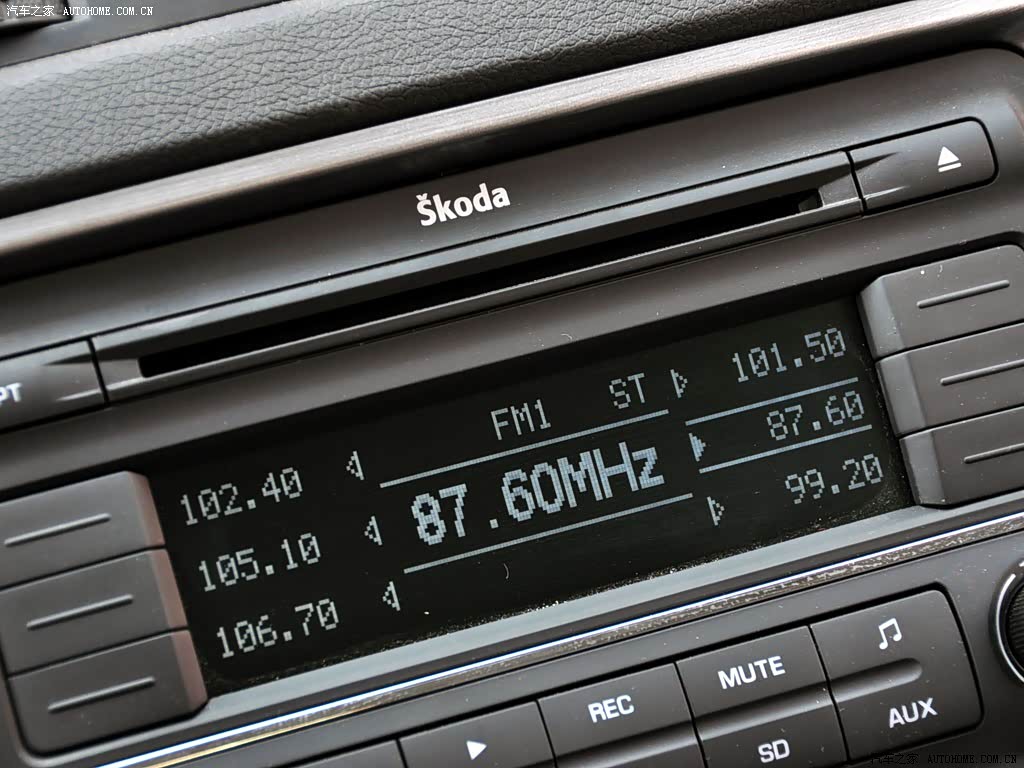 汽车之家 AUTOHOME.COM.CN
Škoda
FM1 ST
101.50
87.60MHz
87.60
99.20
102.40
105.10
106.70
REC
MUTE
SD
AUX
汽车之家 AUTOHOME.COM.CN